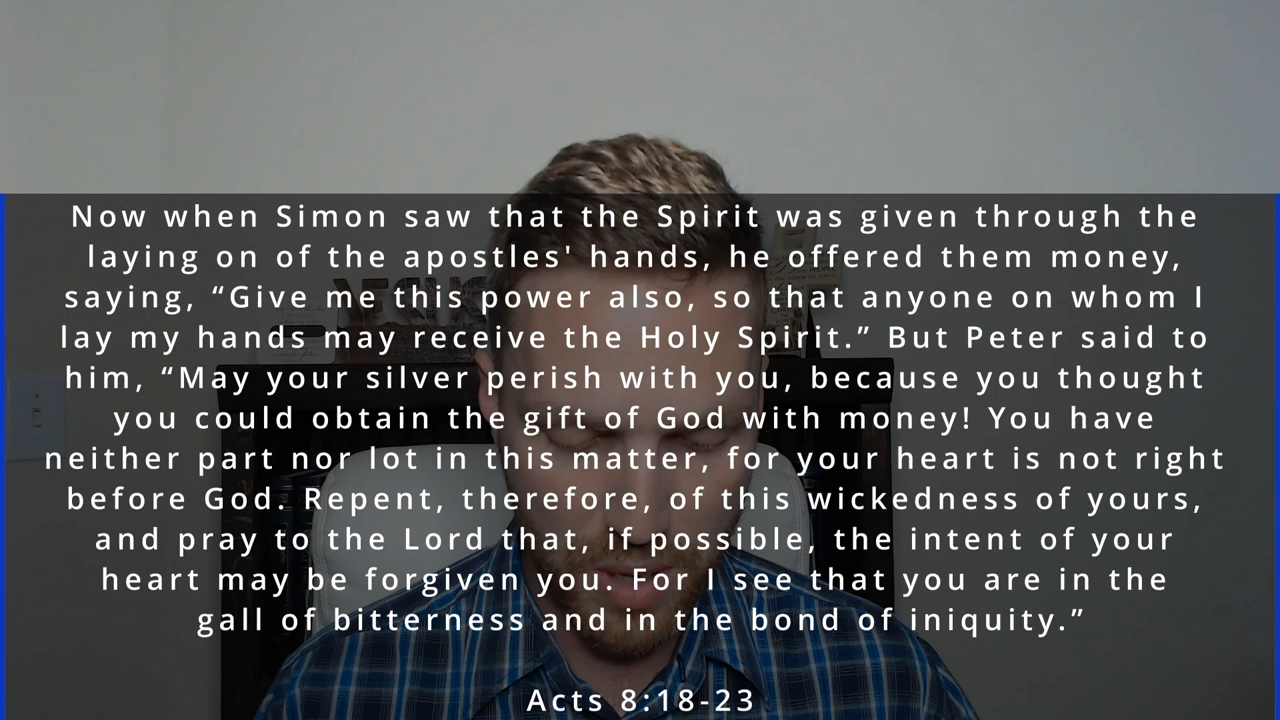 Now when Simon saw that the Spirit was given through the
laying on of the apostles' hands, he offered them money,
saying, “Give me this power also, so that anyone on whom I
lay my hands may receive the Holy Spirit.” But Peter said to
him, “May your silver perish with you, because you thought
you could obtain the gift of God with money! You have
neither part nor lot in this matter, for your heart is not right
before God. Repent, therefore, of this wickedness of yours,
and pray to the Lord that, if possible, the intent of your
heart may be forgiven you. For I see that you are in the
gall of bitterness and in the bond of iniquity.”
Acts 8:18-23